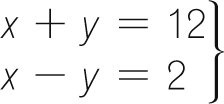 x + y = 12
x - y = 2